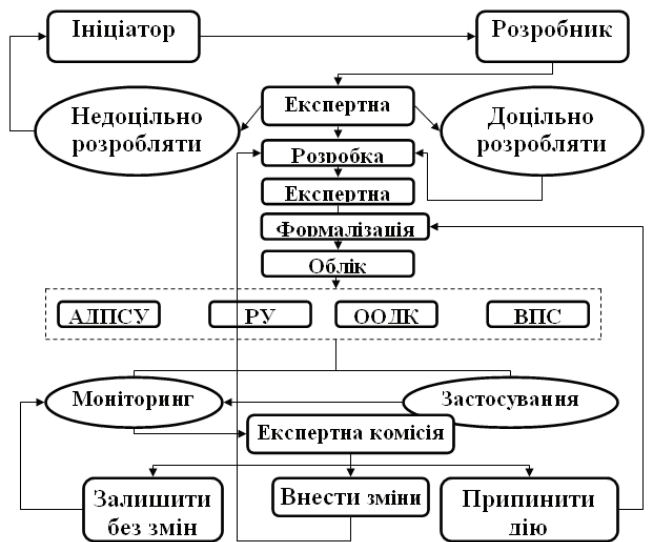 Ініціатор
Розробник
Експертна
Недоцільно
розробляти
Доцільно
розробляти
Розробка
Експертна
Формалізація
Облік
АДПСУ
РУ
ООДК
ВПС
Моніторинг
Застосування
Експертна комісія
Залишити
без змін
Внести зміни
Припинити
дію